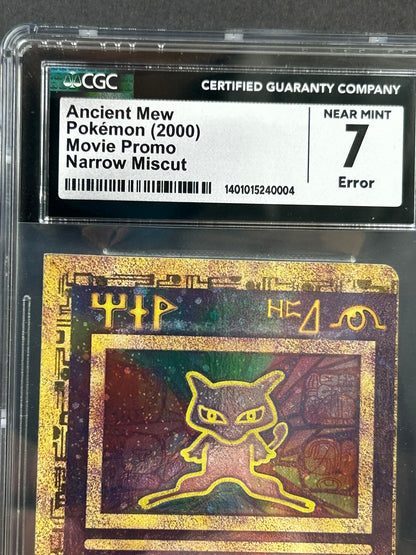 CGC
CERTIFIED GUARANTY COMPANY
Ancient Mew
Pokémon (2000)
Movie Promo
Narrow Miscut
NEAR MINT
7
Error
1401015240004